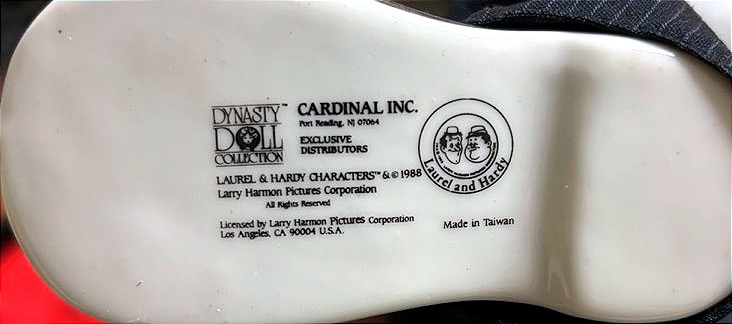 DYNASTY™
DOLL
COLLECTION
CARDINAL INC.
Port Reading, NJ 07064
EXCLUSIVE
DISTRIBUTORS
LAUREL & HARDY CHARACTERS™ & © 1988
Larry Harmon Pictures Corporation
All Rights Reserved
Licensed by Larry Harmon Pictures Corporation
Los Angeles, CA 90004 U.S.A.
Laurel and Hardy
Made in Taiwan